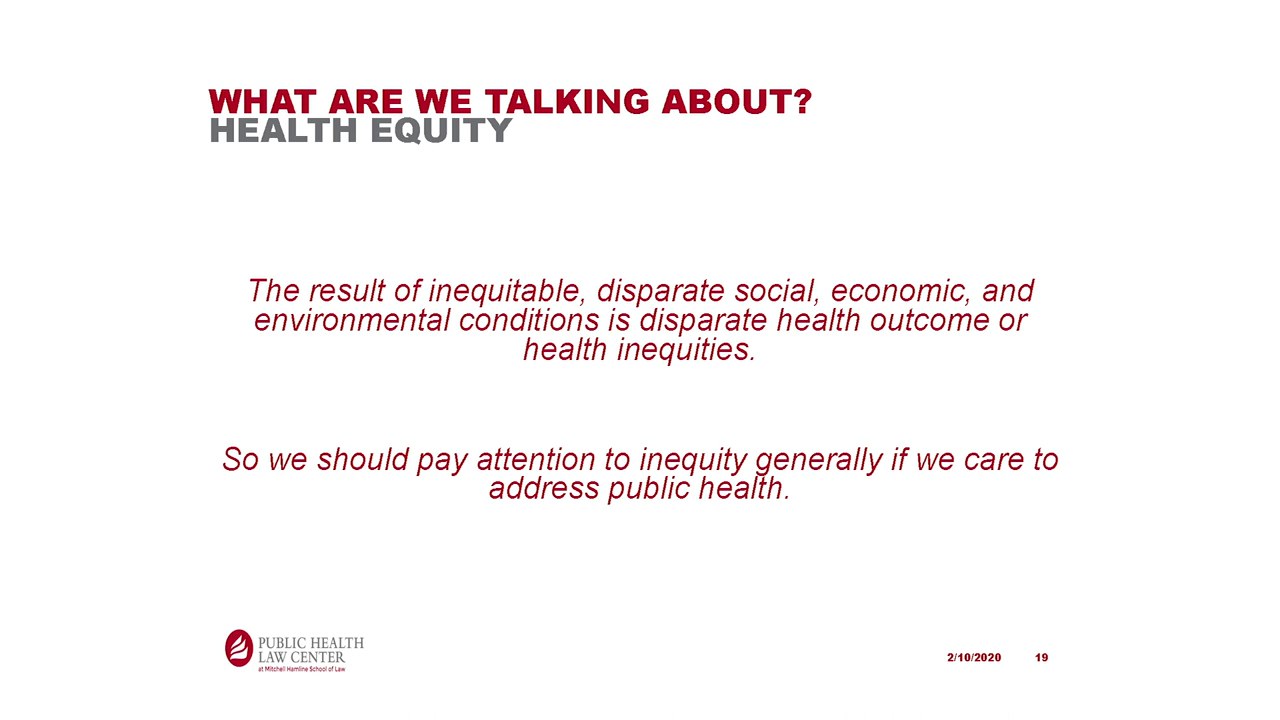 WHAT ARE WE TALKING ABOUT?
HEALTH EQUITY
The result of inequitable, disparate social, economic, and
environmental conditions is disparate health outcome or
health inequities.
So we should pay attention to inequity generally if we care to
address public health.
PUBLIC HEALTH
LAW CENTER
at Mitchell Hamline School of Law
2/10/2020 19